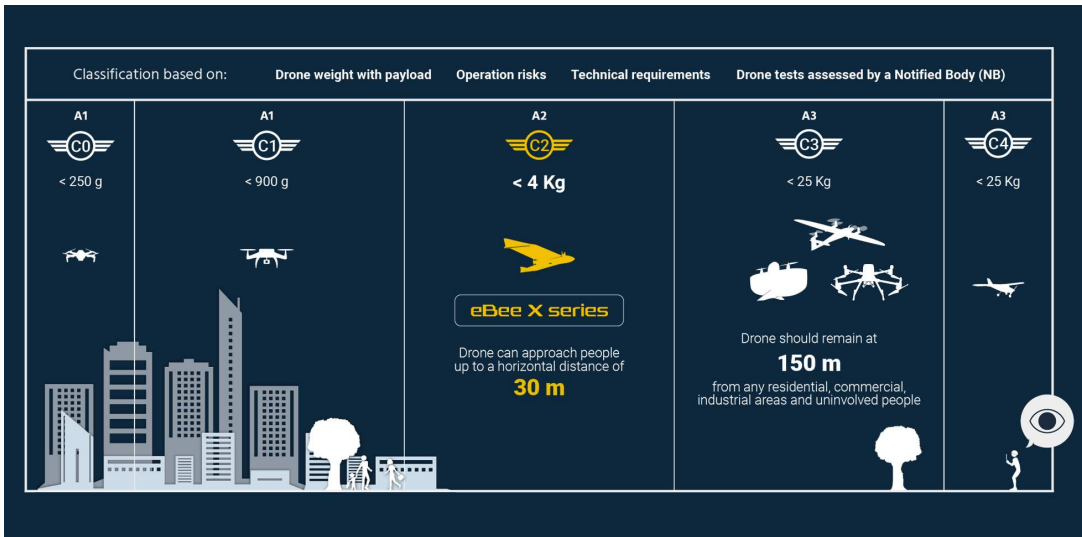 Classification based on: Drone weight with payload Operation risks Technical requirements Drone tests assessed by a Notified Body (NB)
A1
C0
< 250 g
A1
C1
< 900 g
A2
C2
< 4 Kg
eBee X series
Drone can approach people
up to a horizontal distance of
30 m
A3
C3
< 25 Kg
Drone should remain at
150 m
from any residential, commercial,
industrial areas and uninvolved people
A3
C4
< 25 Kg